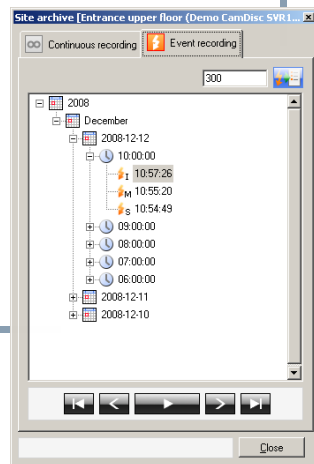 Site archive [Entrance upper floor (Demo CamDisc SVR1...
Continuous recording
Event recording
300
2008
December
2008-12-12
10:00:00
I 10:57:26
M 10:55:20
S 10:54:49
09:00:00
08:00:00
07:00:00
06:00:00
2008-12-11
2008-12-10
Close